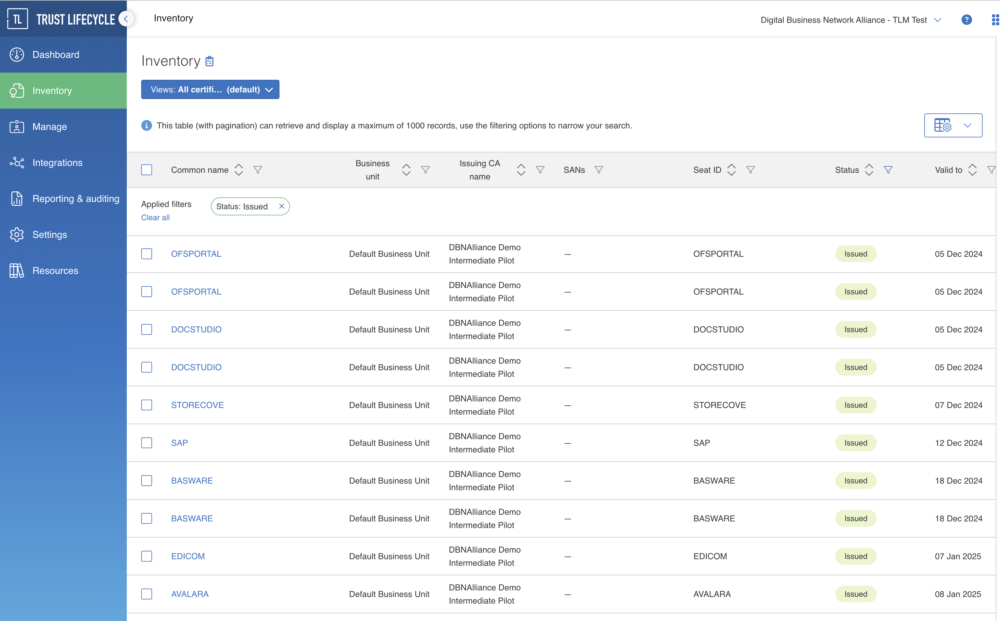 TL TRUST LIFECYCLE
Inventory
Digital Business Network Alliance - TLM Test
?
Dashboard
Inventory
Manage
Integrations
Reporting & auditing
Settings
Resources
Inventory
Views: All certifi... (default)
i This table (with pagination) can retrieve and display a maximum of 1000 records, use the filtering options to narrow your search.
Common name Business unit Issuing CA name SANs Seat ID Status Valid to
Applied filters Status: Issued ×
Clear all
OFSPORTAL Default Business Unit DBNAlliance Demo Intermediate Pilot — OFSPORTAL Issued 05 Dec 2024
OFSPORTAL Default Business Unit DBNAlliance Demo Intermediate Pilot — OFSPORTAL Issued 05 Dec 2024
DOCSTUDIO Default Business Unit DBNAlliance Demo Intermediate Pilot — DOCSTUDIO Issued 05 Dec 2024
DOCSTUDIO Default Business Unit DBNAlliance Demo Intermediate Pilot — DOCSTUDIO Issued 05 Dec 2024
STORECOVE Default Business Unit DBNAlliance Demo Intermediate Pilot — STORECOVE Issued 07 Dec 2024
SAP Default Business Unit DBNAlliance Demo Intermediate Pilot — SAP Issued 12 Dec 2024
BASWARE Default Business Unit DBNAlliance Demo Intermediate Pilot — BASWARE Issued 18 Dec 2024
BASWARE Default Business Unit DBNAlliance Demo Intermediate Pilot — BASWARE Issued 18 Dec 2024
EDICOM Default Business Unit DBNAlliance Demo Intermediate Pilot — EDICOM Issued 07 Jan 2025
AVALARA Default Business Unit DBNAlliance Demo Intermediate Pilot — AVALARA Issued 08 Jan 2025